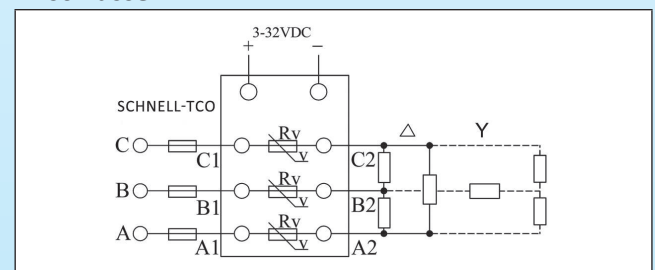 3-32VDC
+ −
SCHNELL-TCO
△ Y
C C1 Rv v C2
B B1 Rv v B2
A A1 Rv v A2